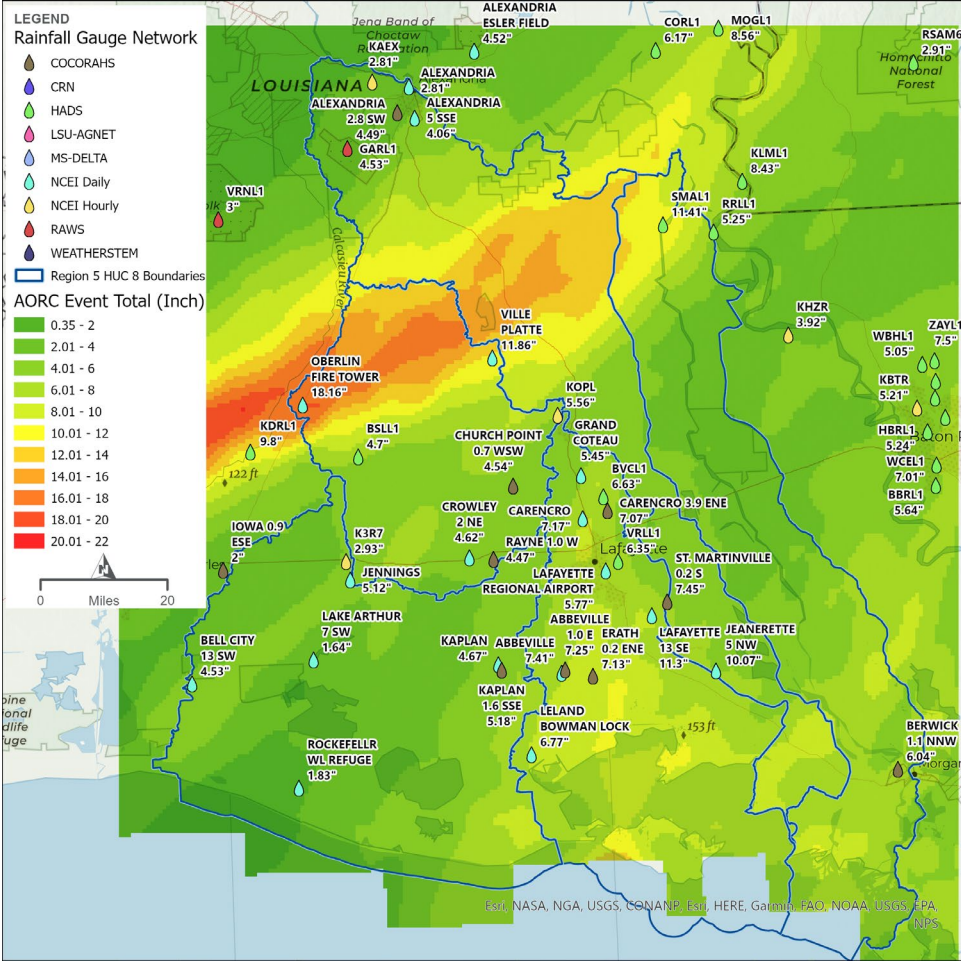 LEGEND
Rainfall Gauge Network
COCORAHS
CRN
HADS
LSU-AGNET
MS-DELTA
NCEI Daily
NCEI Hourly
RAWS
WEATHERSTEM
Region 5 HUC 8 Boundaries
AORC Event Total (Inch)
0.35 - 2
2.01 - 4
4.01 - 6
6.01 - 8
8.01 - 10
10.01 - 12
12.01 - 14
14.01 - 16
16.01 - 18
18.01 - 20
20.01 - 22
N
0 Miles 20
Jena Band of
Choctaw
LOUISIANA
Calcasieu River
ALEXANDRIA
ESLER FIELD
4.52"
CORL1
6.17"
MOGL1
8.56"
RSAM6
2.91"
National
Forest
KAEX
2.81"
ALEXANDRIA
2.81"
ALEXANDRIA
2.8 SW
4.49"
ALEXANDRIA
5 SSE
4.06"
GARL1
4.53"
VRNL1
3"
KLML1
8.43"
SMAL1
11.41"
RRLL1
5.25"
KHZR
3.92"
ZAYL1
7.5"
WBHL1
5.05"
KBTR
5.21"
HBRL1
5.24"
WCEL1
7.01"
BBRL1
5.64"
VILLE
PLATTE
11.86"
OBERLIN
FIRE TOWER
18.16"
KDRL1
9.8"
122 ft
BSLL1
4.7"
KOPL
5.56"
CHURCH POINT
0.7 WSW
4.54"
GRAND
COTEAU
5.45"
BVCL1
6.63"
CARENCRO 3.9 ENE
7.07"
CARENCRO
7.17"
CROWLEY
2 NE
4.62"
RAYNE 1.0 W
4.47"
VRLL1
6.35"
Lafayette
LAFAYETTE
REGIONAL AIRPORT
5.77"
ST. MARTINVILLE
0.2 S
7.45"
IOWA 0.9
ESE
2"
K3R7
2.93"
JENNINGS
5.12"
LAKE ARTHUR
7 SW
1.64"
BELL CITY
13 SW
4.53"
KAPLAN
4.67"
ABBEVILLE
7.41"
ABBEVILLE
1.0 E
7.25"
ERATH
0.2 ENE
7.13"
LAFAYETTE
13 SE
11.3"
JEANERETTE
5 NW
10.07"
KAPLAN
1.6 SSE
5.18"
LELAND
BOWMAN LOCK
6.77"
153 ft
ROCKEFELLR
WL REFUGE
1.83"
BERWICK
1.1 NNW
6.04"
Esri, NASA, NGA, USGS, CONANP, Esri, HERE, Garmin, FAO, NOAA, USGS, EPA,
NPS